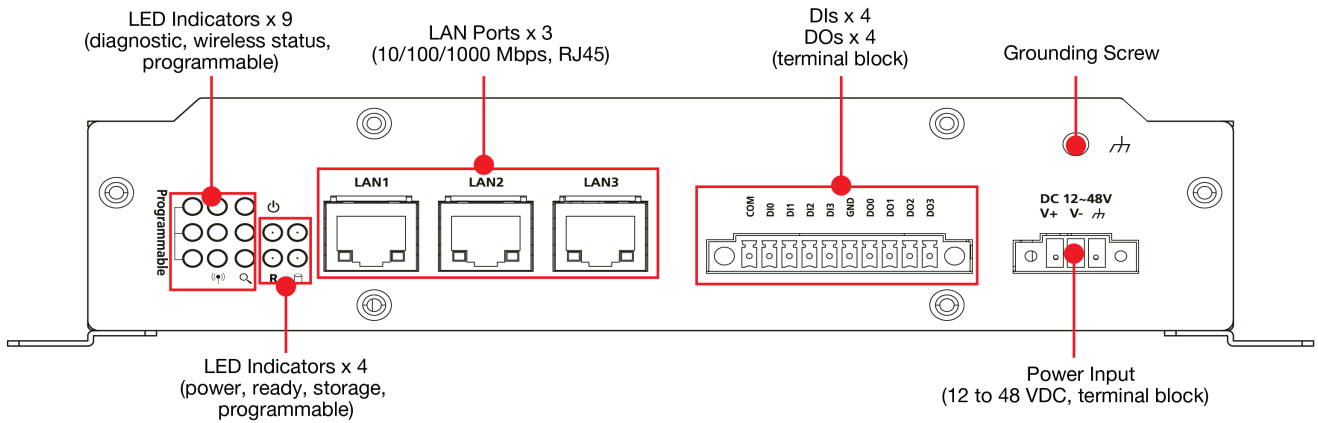 LED Indicators x 9
(diagnostic, wireless status,
programmable)
LAN Ports x 3
(10/100/1000 Mbps, RJ45)
DIs x 4
DOs x 4
(terminal block)
Grounding Screw
Programmable
LAN1
LAN2
LAN3
COM
DI0
DI1
DI2
DI3
GND
DO0
DO1
DO2
DO3
DC 12~48V
V+ V-
R
LED Indicators x 4
(power, ready, storage,
programmable)
Power Input
(12 to 48 VDC, terminal block)